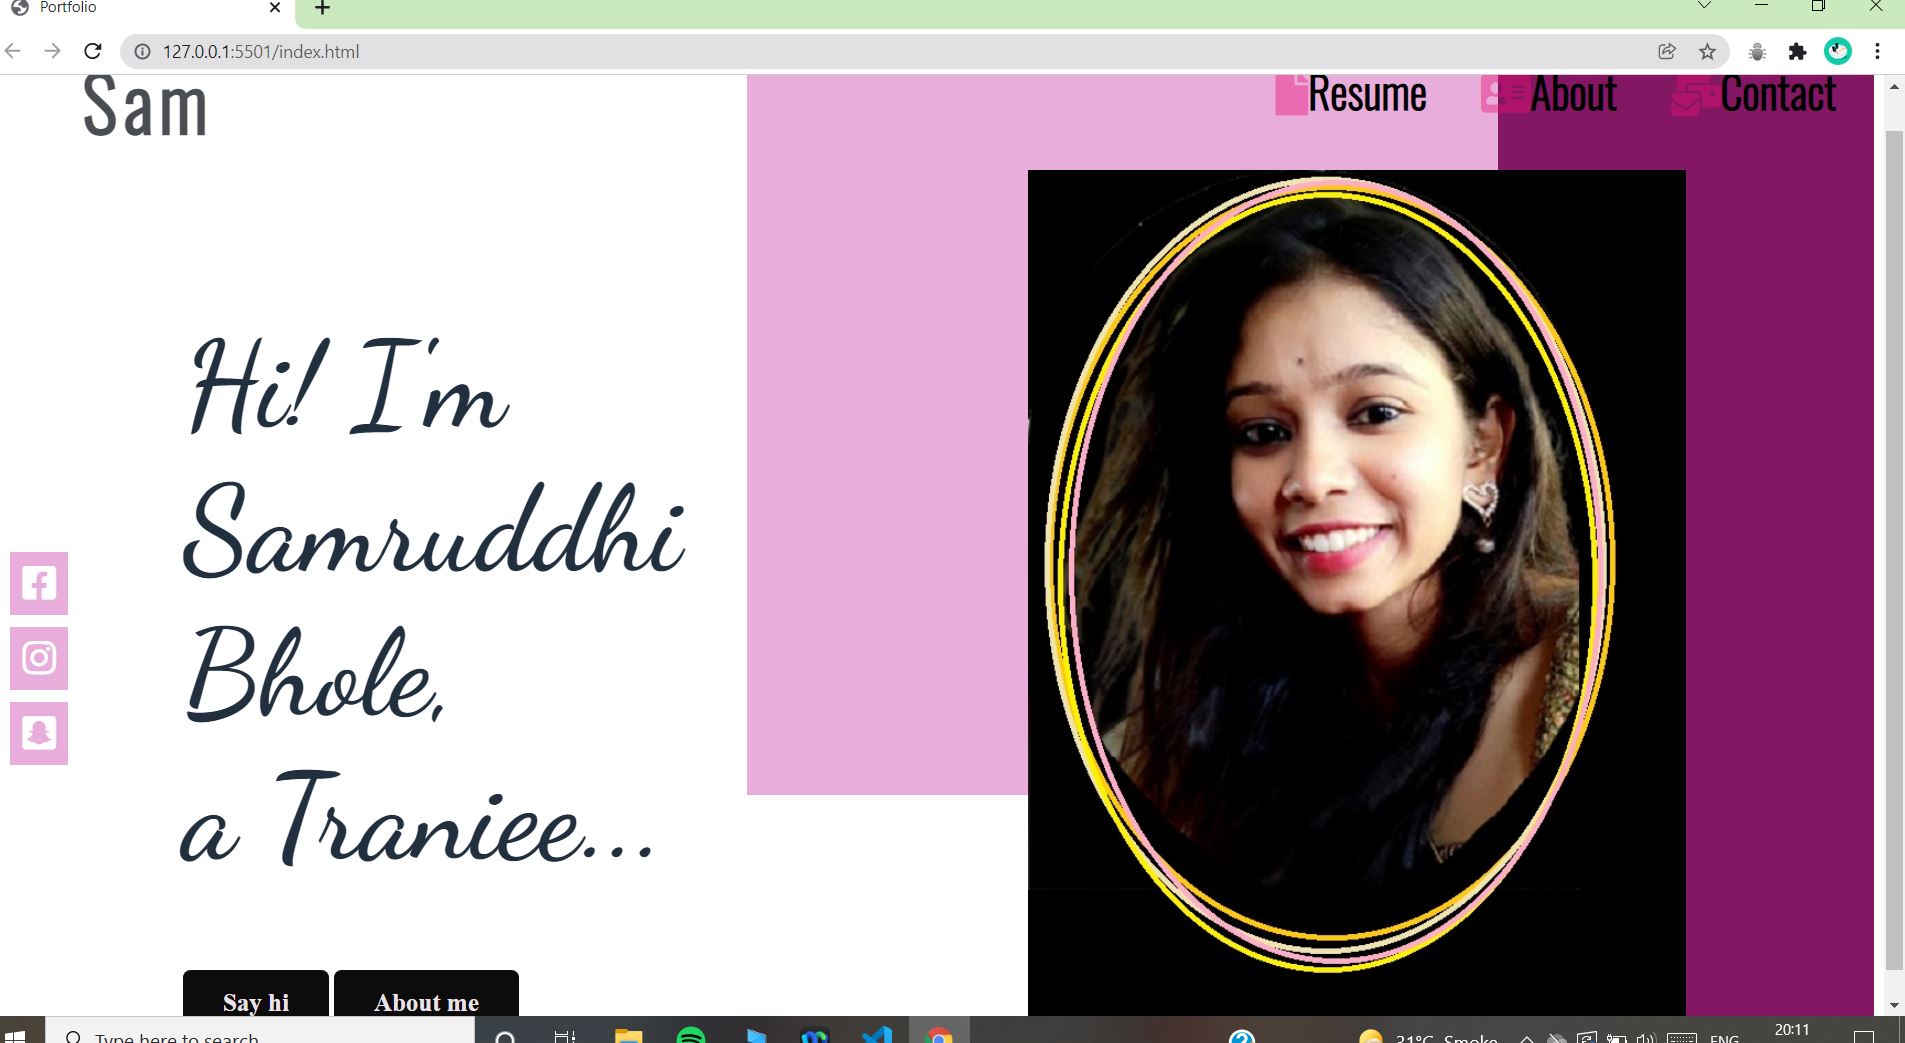 Portfolio
127.0.0.1:5501/index.html
Sam
Resume
About
Contact
Hi! I'm
Samruddhi
Bhole,
a Traniee...
Say hi
About me
Type here to search
31°C Smoke
ENG
20:11